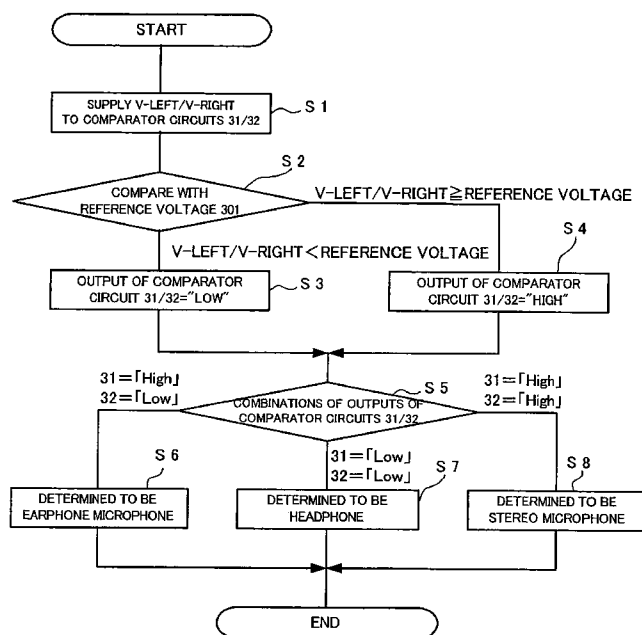 START
SUPPLY V-LEFT/V-RIGHT
TO COMPARATOR CIRCUITS 31/32
S 1
S 2
COMPARE WITH
REFERENCE VOLTAGE 301
V-LEFT/V-RIGHT≧REFERENCE VOLTAGE
V-LEFT/V-RIGHT<REFERENCE VOLTAGE
S 4
OUTPUT OF COMPARATOR
CIRCUIT 31/32="LOW"
S 3
OUTPUT OF COMPARATOR
CIRCUIT 31/32="HIGH"
31=「High」
32=「Low」
S 5
COMBINATIONS OF OUTPUTS OF
COMPARATOR CIRCUITS 31/32
31=「High」
32=「High」
31=「Low」
32=「Low」
S 6
S 7
S 8
DETERMINED TO BE
EARPHONE MICROPHONE
DETERMINED TO BE
HEADPHONE
DETERMINED TO BE
STEREO MICROPHONE
END